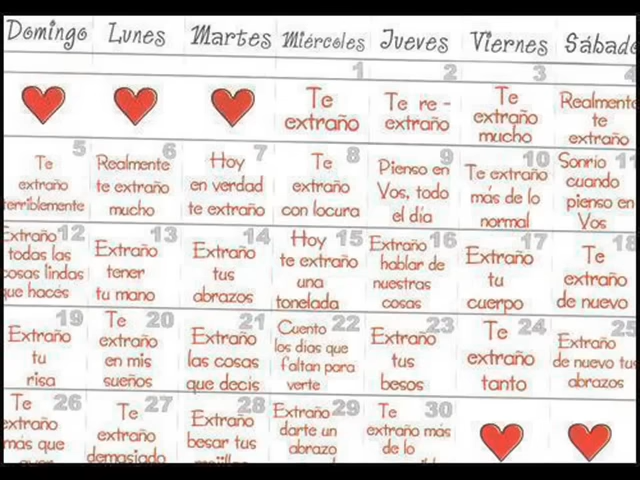 Domingo Lunes Martes Miércoles Jueves Viernes Sábado
1 2 3 4
Te extraño
Te re-extraño
Te extraño mucho
Realmente te extraño
5 6 7 8 9 10 11
Te extraño terriblemente
Realmente te extraño mucho
Hoy en verdad te extraño
Te extraño con locura
Pienso en Vos, todo el día
Te extraño más de lo normal
Sonrio cuando pienso en Vos
12 13 14 15 16 17 18
Extraño todas las cosas lindas que hacés
Extraño tener tu mano
Extraño tus abrazos
Hoy te extraño una tonelada
Extraño hablar de nuestras cosas
Extraño tu cuerpo
Te extraño de nuevo
19 20 21 22 23 24 25
Extraño tu risa
Te extraño en mis sueños
Extraño las cosas que decis
Cuento los días que faltan para verte
Extraño tus besos
Te extraño tanto
Extraño de nuevo tus abrazos
26 27 28 29 30
Te extraño más que
Te extraño demasiado
Extraño besar tus
Extraño darte un abrazo
Te extraño más de lo